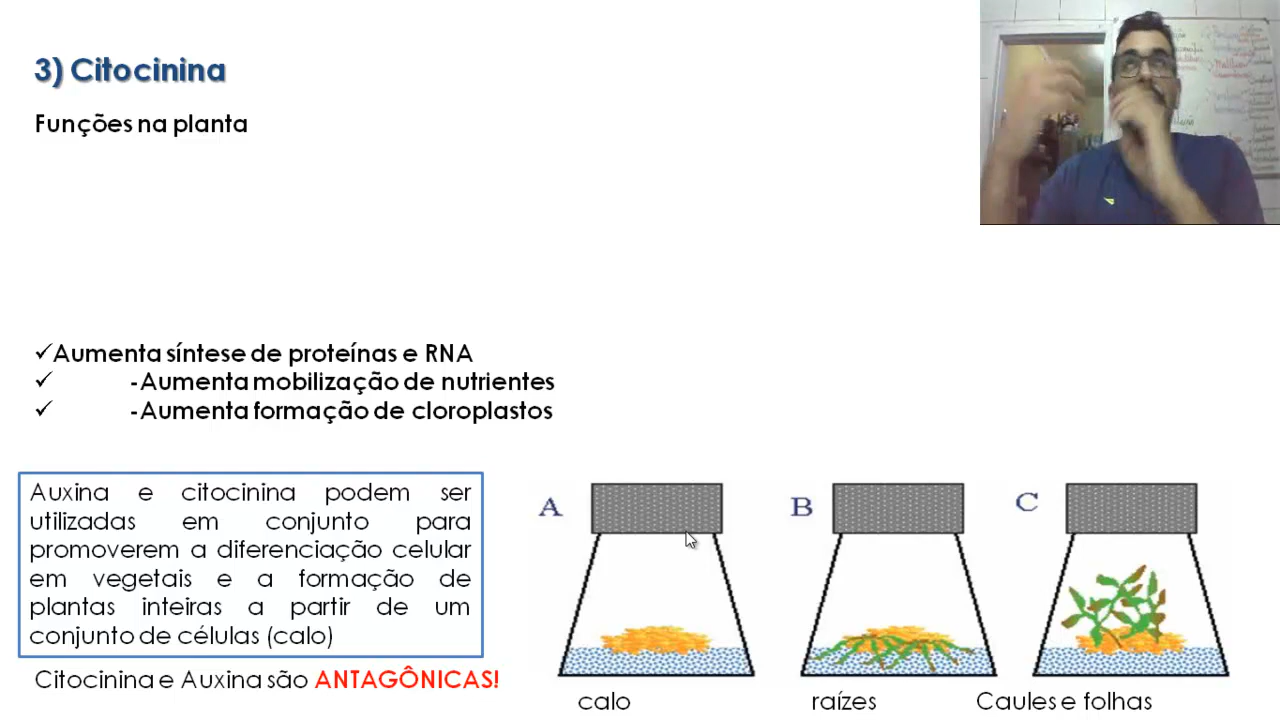 3) Citocinina
Funções na planta
✓Aumenta síntese de proteínas e RNA
✓ -Aumenta mobilização de nutrientes
✓ -Aumenta formação de cloroplastos
Auxina e citocinina podem ser
utilizadas em conjunto para
promoverem a diferenciação celular
em vegetais e a formação de
plantas inteiras a partir de um
conjunto de células (calo)
Citocinina e Auxina são ANTAGÔNICAS!
A B C
calo raízes Caules e folhas